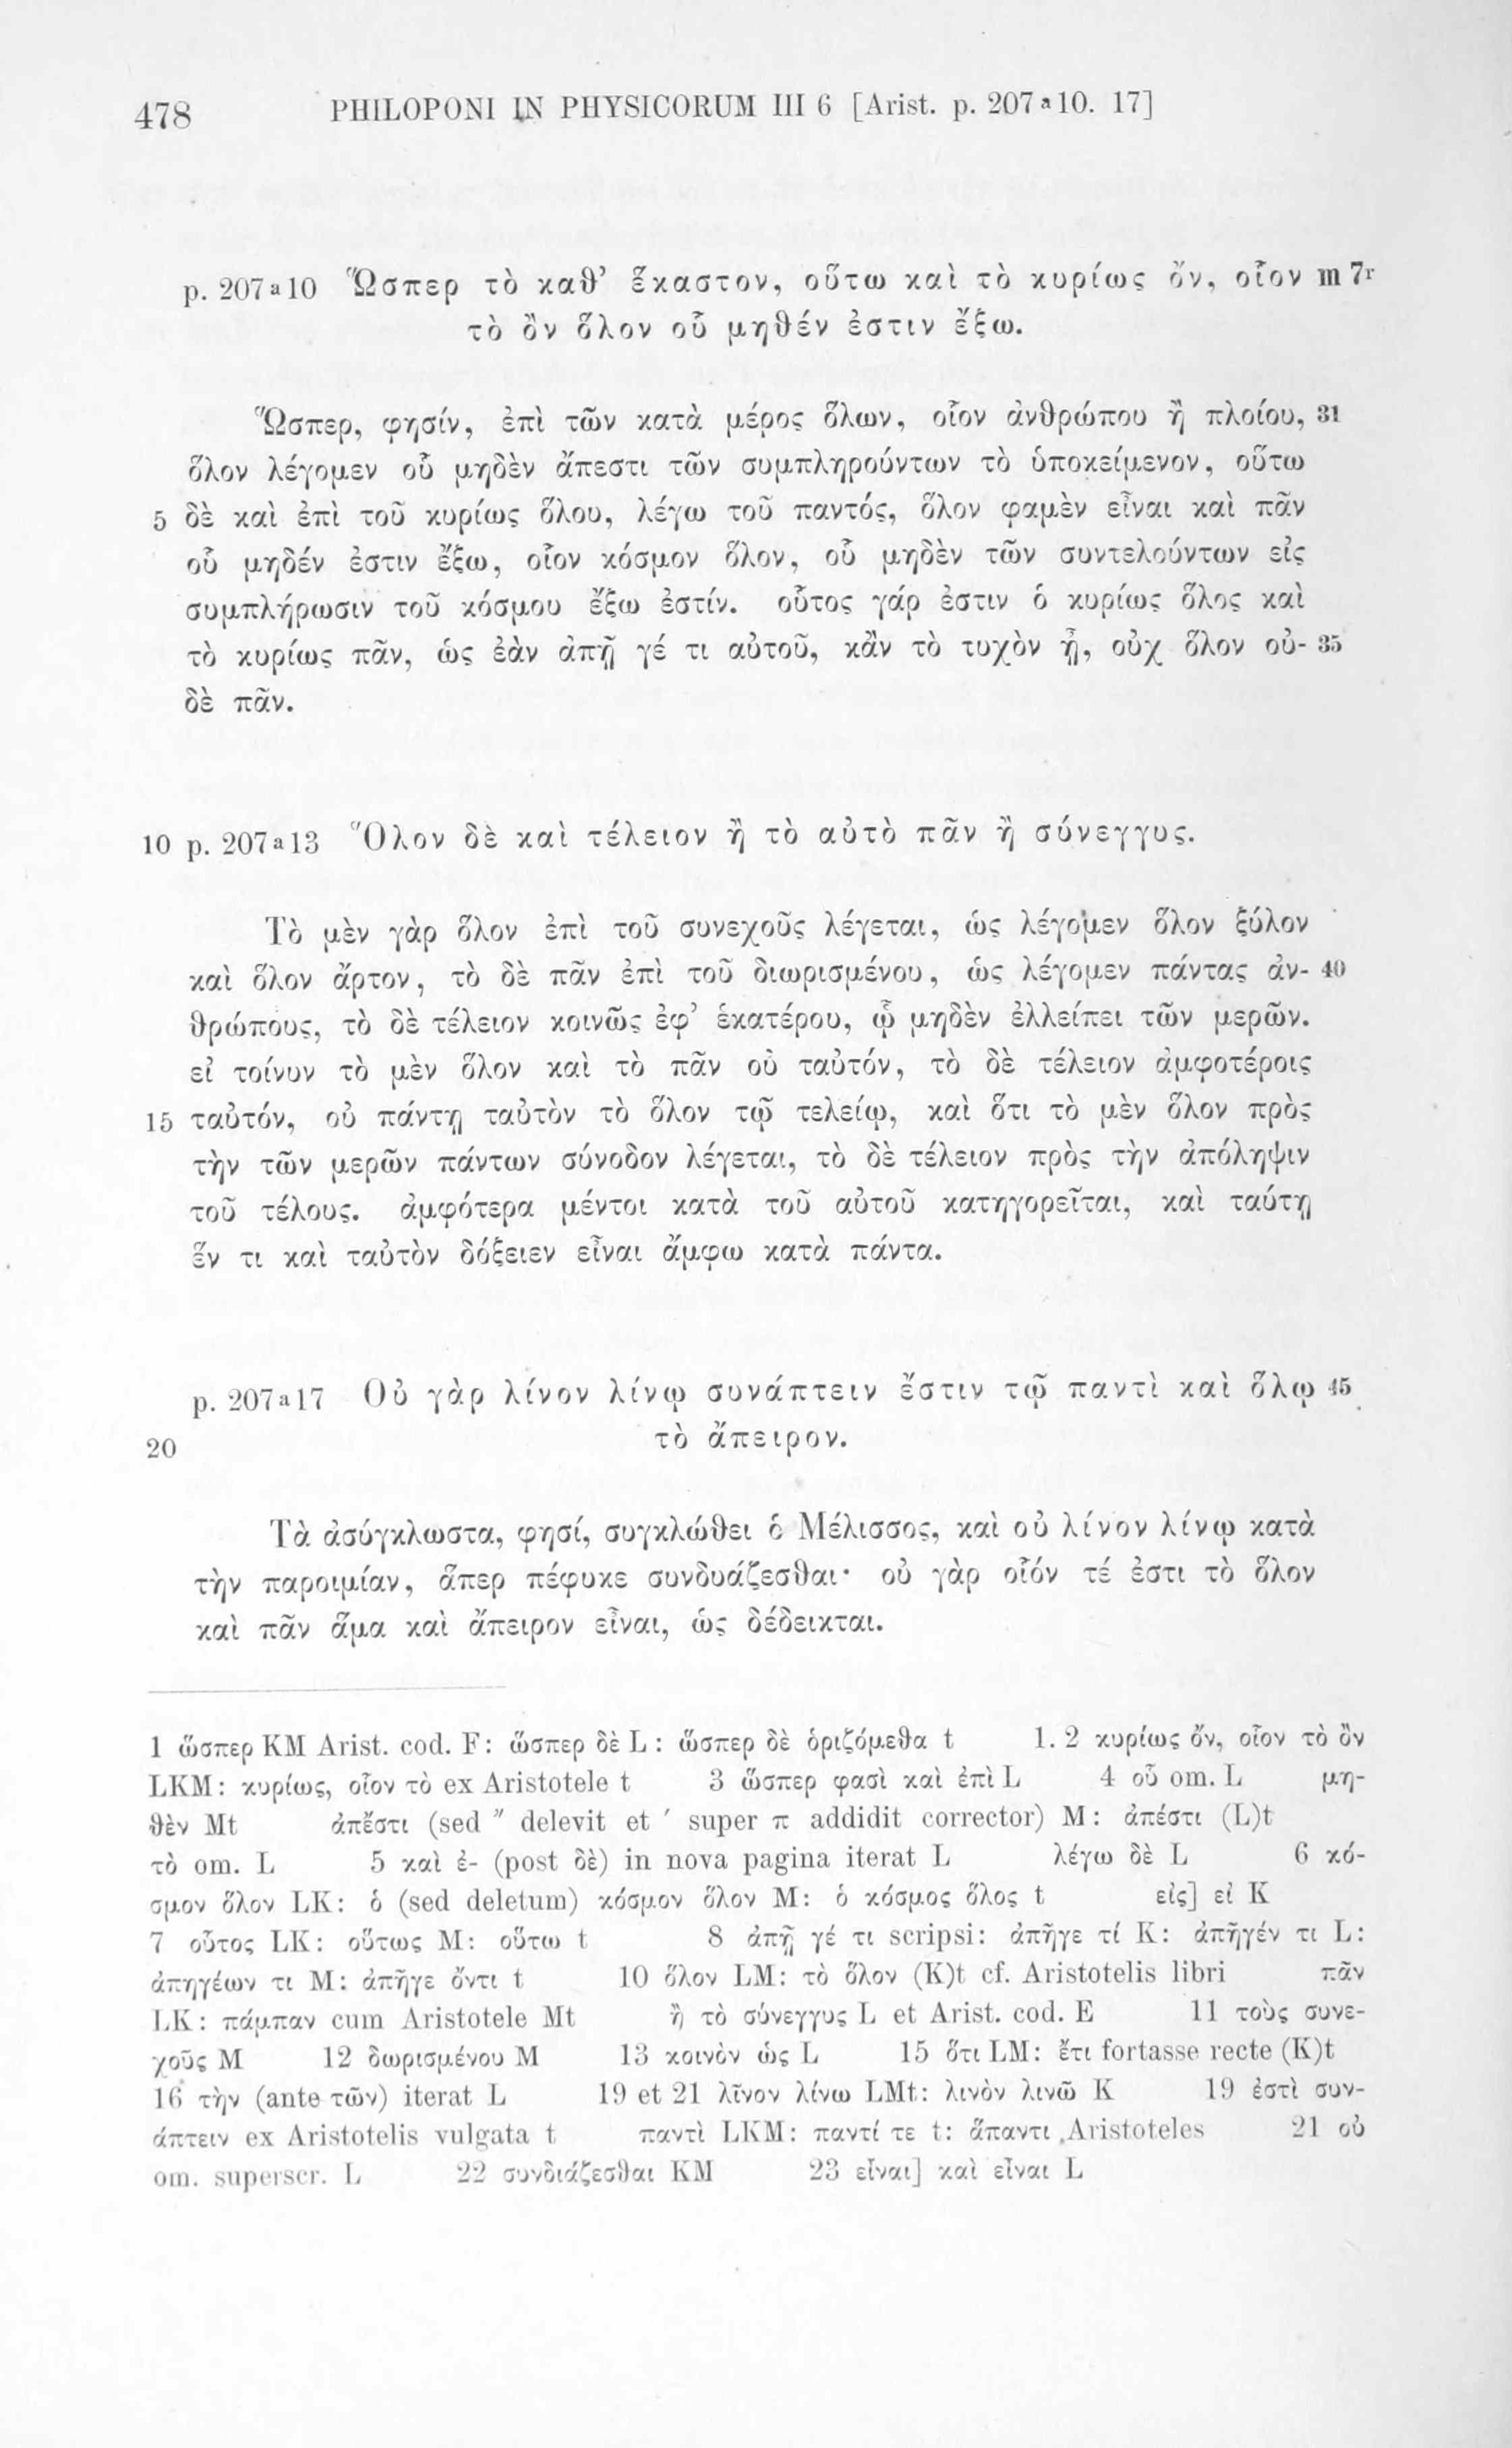 478 PHILOPONI IN PHYSICORUM III 6 [Arist. p. 207 a 10. 17]
p. 207 a 10 Ὥσπερ τὸ καθ’ ἕκαστον, οὕτω καὶ τὸ κυρίως ὄν, οἷον m 7r
τὸ ὂν ὅλον οὗ μηθέν ἐστιν ἔξω.
Ὥσπερ, φησίν, ἐπὶ τῶν κατὰ μέρος ὅλων, οἷον ἀνθρώπου ἢ πλοίου, 31
ὅλον λέγομεν οὗ μηδὲν ἄπεστι τῶν συμπληρούντων τὸ ὑποκείμενον, οὕτω
5 δὲ καὶ ἐπὶ τοῦ κυρίως ὅλου, λέγω τοῦ παντός, ὅλον φαμὲν εἶναι καὶ πᾶν
οὗ μηδέν ἐστιν ἔξω, οἷον κόσμον ὅλον, οὗ μηδὲν τῶν συντελούντων εἰς
συμπλήρωσιν τοῦ κόσμου ἔξω ἐστίν. οὗτος γάρ ἐστιν ὁ κυρίως ὅλος καὶ
τὸ κυρίως πᾶν, ὡς ἐὰν ἀπῇ γέ τι αὐτοῦ, κἂν τὸ τυχὸν ᾖ, οὐχ ὅλον οὐ- 35
δὲ πᾶν.
10 p. 207 a 13 Ὅλον δὲ καὶ τέλειον ἢ τὸ αὐτὸ πᾶν ἢ σύνεγγυς.
Τὸ μὲν γὰρ ὅλον ἐπὶ τοῦ συνεχοῦς λέγεται, ὡς λέγομεν ὅλον ξύλον
καὶ ὅλον ἄρτον, τὸ δὲ πᾶν ἐπὶ τοῦ διωρισμένου, ὡς λέγομεν πάντας ἀν- 40
θρώπους, τὸ δὲ τέλειον κοινῶς ἐφ’ ἑκατέρου, ᾧ μηδὲν ἐλλείπει τῶν μερῶν.
εἰ τοίνυν τὸ μὲν ὅλον καὶ τὸ πᾶν οὐ ταὐτόν, τὸ δὲ τέλειον ἀμφοτέροις
15 ταὐτόν, οὐ πάντῃ ταὐτὸν τὸ ὅλον τῷ τελείῳ, καὶ ὅτι τὸ μὲν ὅλον πρὸς
τὴν τῶν μερῶν πάντων σύνοδον λέγεται, τὸ δὲ τέλειον πρὸς τὴν ἀπόληψιν
τοῦ τέλους. ἀμφότερα μέντοι κατὰ τοῦ αὐτοῦ κατηγορεῖται, καὶ ταύτῃ
ἕν τι καὶ ταὐτὸν δόξειεν εἶναι ἄμφω κατὰ πάντα.
p. 207 a 17 Οὐ γὰρ λίνον λίνῳ συνάπτειν ἔστιν τῷ παντὶ καὶ ὅλῳ 45
20 τὸ ἄπειρον.
Τὰ ἀσύγκλωστα, φησί, συγκλώθει ὁ Μέλισσος, καὶ οὐ λίνον λίνῳ κατὰ
τὴν παροιμίαν, ἅπερ πέφυκε συνδυάζεσθαι· οὐ γὰρ οἷόν τέ ἐστι τὸ ὅλον
καὶ πᾶν ἅμα καὶ ἄπειρον εἶναι, ὡς δέδεικται.
1 ὥσπερ KM Arist. cod. F: ὥσπερ δὲ L: ὥσπερ δὲ ὁριζόμεθα t 1. 2 κυρίως ὄν, οἷον τὸ ὂν
LKM: κυρίως, οἷον τὸ ex Aristotele t 3 ὥσπερ φασὶ καὶ ἐπὶ L 4 οὗ om. L μη-
θὲν Mt ἀπἔστι (sed ʺ delevit et ʹ super π addidit corrector) M: ἀπέστι (L)t
τὸ om. L 5 καὶ ἐ- (post δὲ) in nova pagina iterat L λέγω δὲ L 6 κό-
σμον ὅλον LK: ὁ (sed deletum) κόσμον ὅλον M: ὁ κόσμος ὅλος t εἰς] εἰ K
7 οὗτος LK: οὕτως M: οὕτω t 8 ἀπῇ γέ τι scripsi: ἀπῆγε τί K: ἀπῆγέν τι L:
ἀπηγέων τι M: ἀπῆγε ὄντι t 10 ὅλον LM: τὸ ὅλον (K)t cf. Aristotelis libri πᾶν
LK: πάμπαν cum Aristotele Mt ἢ τὸ σύνεγγυς L et Arist. cod. E 11 τοὺς συνε-
χοῦς M 12 δωρισμένου M 13 κοινὸν ὡς L 15 ὅτι LM: ἔτι fortasse recte (K)t
16 τὴν (ante τῶν) iterat L 19 et 21 λῖνον λίνω LMt: λινὸν λινῶ K 19 ἐστὶ συν-
άπτειν ex Aristotelis vulgata t παντὶ LKM: παντί τε t: ἅπαντι Aristoteles 21 οὐ
om. superscr. L 22 συνδιάζεσθαι KM 23 εἶναι] καὶ εἶναι L